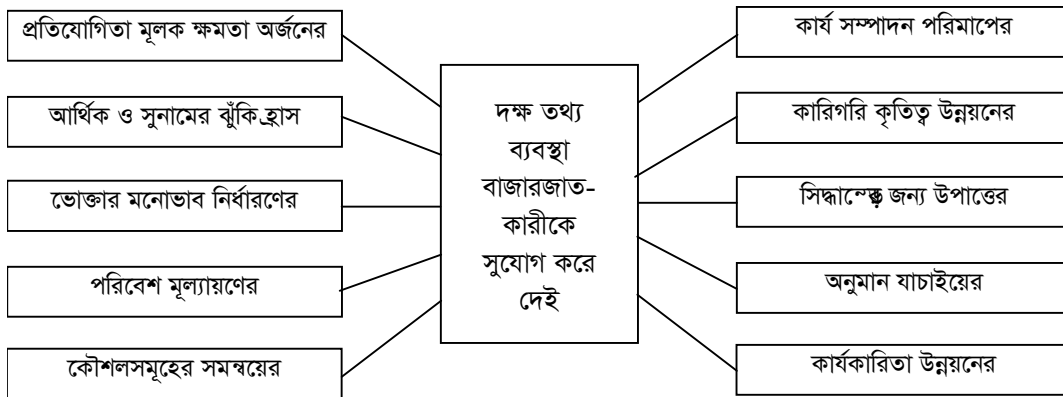 প্রতিযোগিতা মূলক ক্ষমতা অর্জনের
আর্থিক ও সুনামের ঝুঁকি হ্রাস
ভোক্তার মনোভাব নির্ধারণের
পরিবেশ মূল্যায়ণের
কৌশলসমূহের সমন্বয়ের
দক্ষ তথ্য
ব্যবস্থা
বাজারজাত-
কারীকে
সুযোগ করে
দেই
কার্য সম্পাদন পরিমাপের
কারিগরি কৃতিত্ব উন্নয়নের
জন্য উপাত্তের
অনুমান যাচাইয়ের
কার্যকারিতা উন্নয়নের